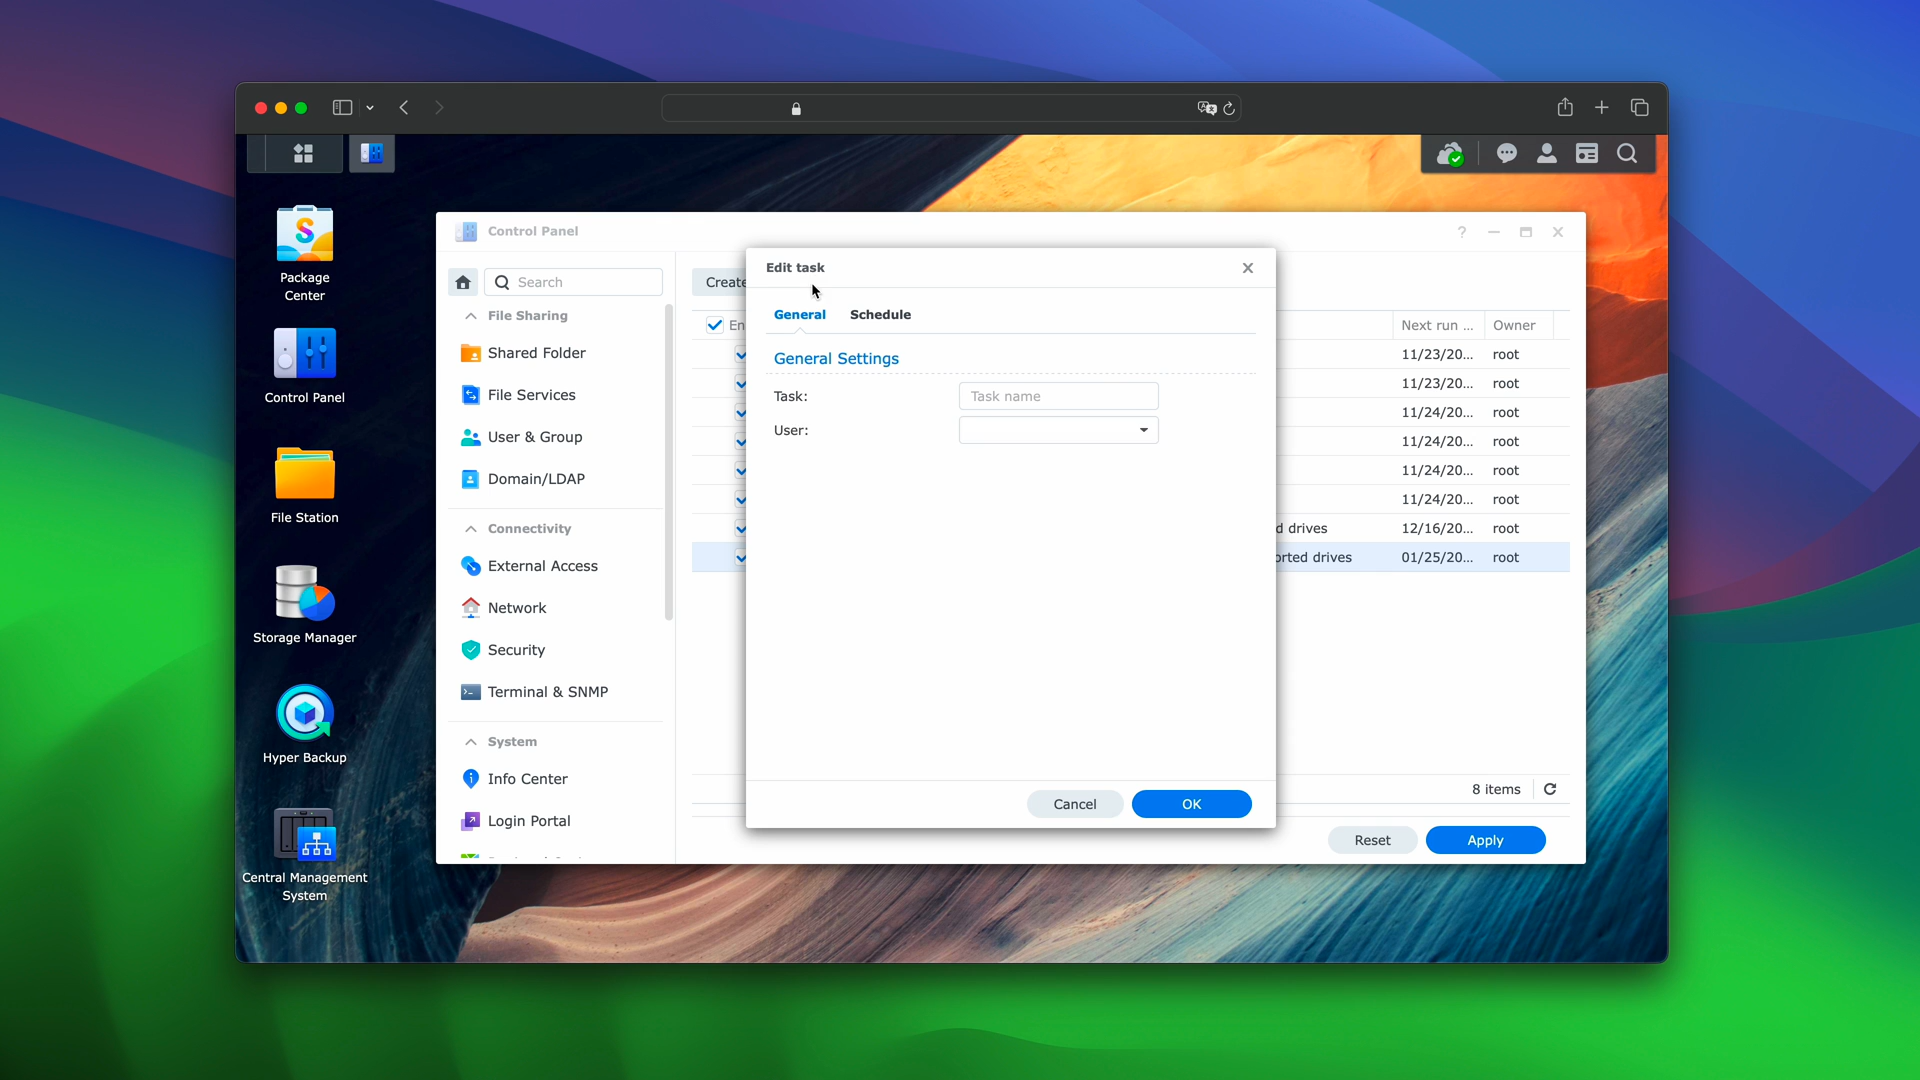 Package
Center
Control Panel
File Station
Storage Manager
Hyper Backup
Central Management
System
Control Panel
Search
File Sharing
Shared Folder
File Services
User & Group
Domain/LDAP
Connectivity
External Access
Network
Security
Terminal & SNMP
System
Info Center
Login Portal
Create
En
Next run ... Owner
11/23/20... root
11/23/20... root
11/24/20... root
11/24/20... root
11/24/20... root
11/24/20... root
d drives 12/16/20... root
orted drives 01/25/20... root
8 items
Reset Apply
Edit task
General Schedule
General Settings
Task: Task name
User:
Cancel OK